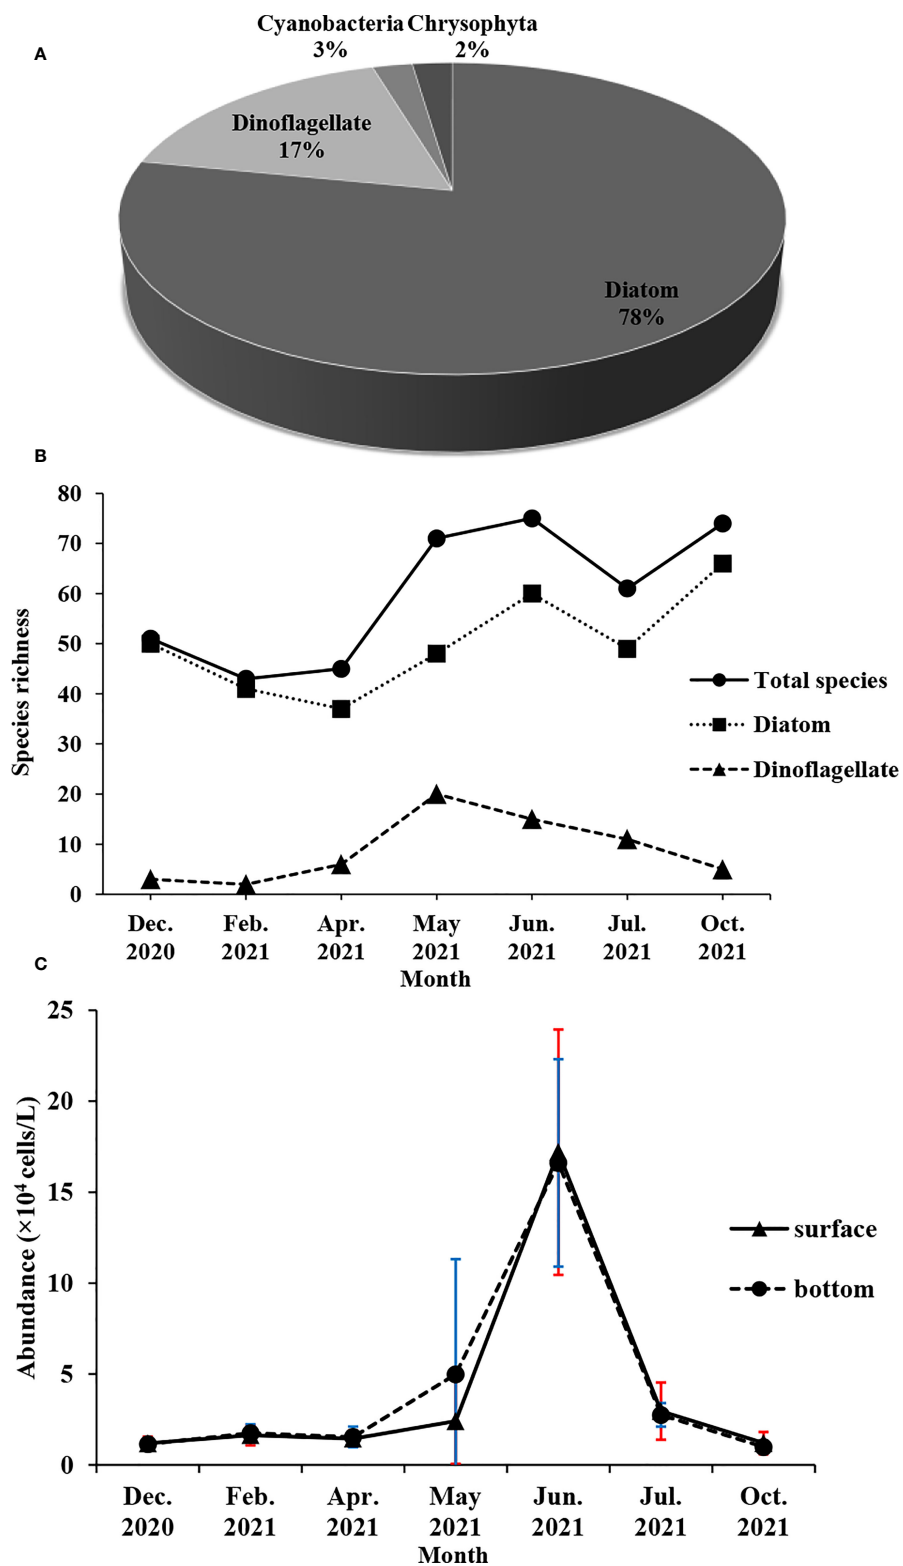 A
Cyanobacteria Chrysophyta
3% 2%
Dinoflagellate
17%
Diatom
78%
B
80
70
60
50
40
30
20
10
0
Species richness
Total species
Diatom
Dinoflagellate
Dec. Feb. Apr. May Jun. Jul. Oct.
2020 2021 2021 2021 2021 2021 2021
Month
C
25
20
15
10
5
0
Abundance (×10⁴ cells/L)
surface
bottom
Dec. Feb. Apr. May Jun. Jul. Oct.
2020 2021 2021 2021 2021 2021 2021
Month